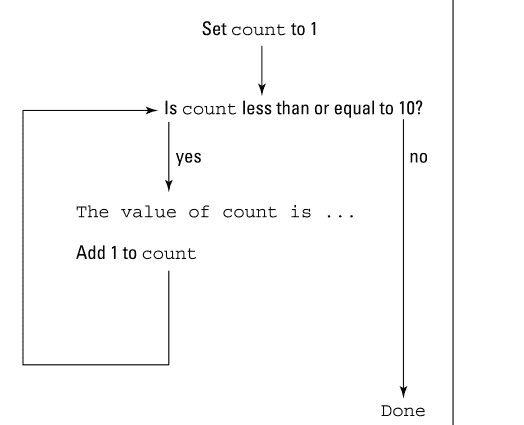 Set count to 1
Is count less than or equal to 10?
yes
no
The value of count is ...
Add 1 to count
Done